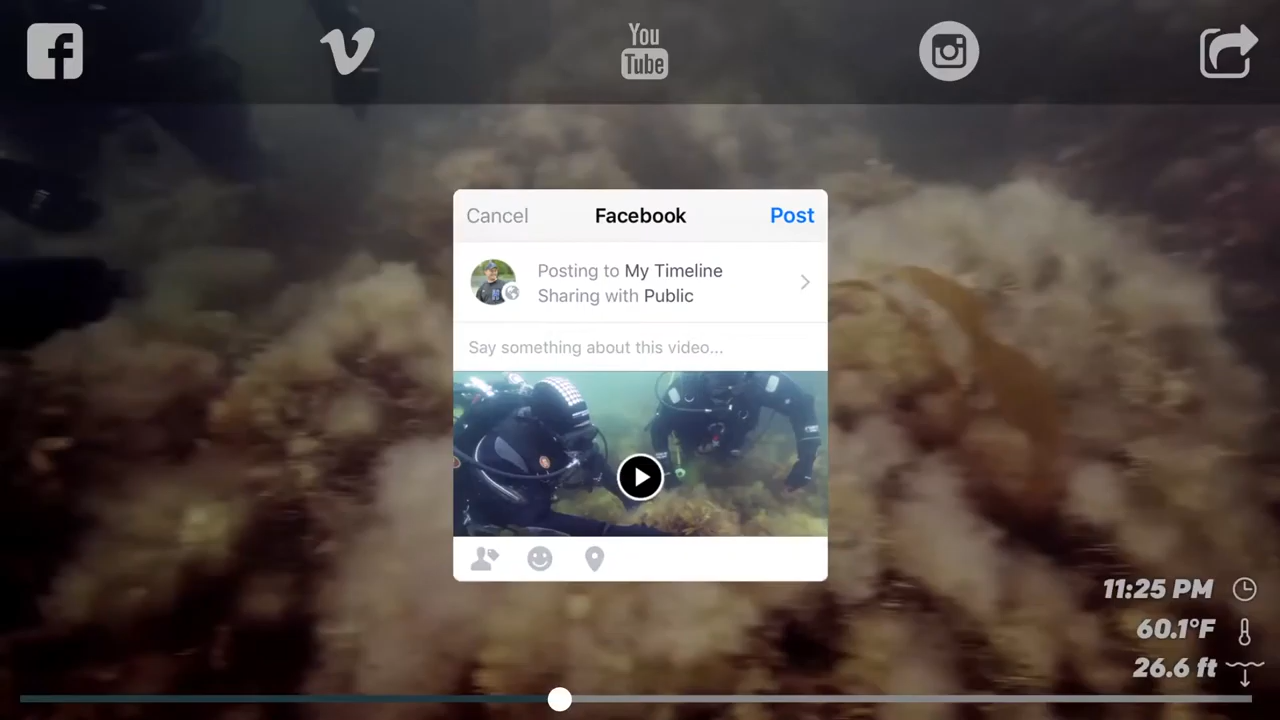 You
Tube
Cancel
Facebook
Post
Posting to My Timeline
Sharing with Public
Say something about this video...
11:25 PM
60.1°F
26.6 ft